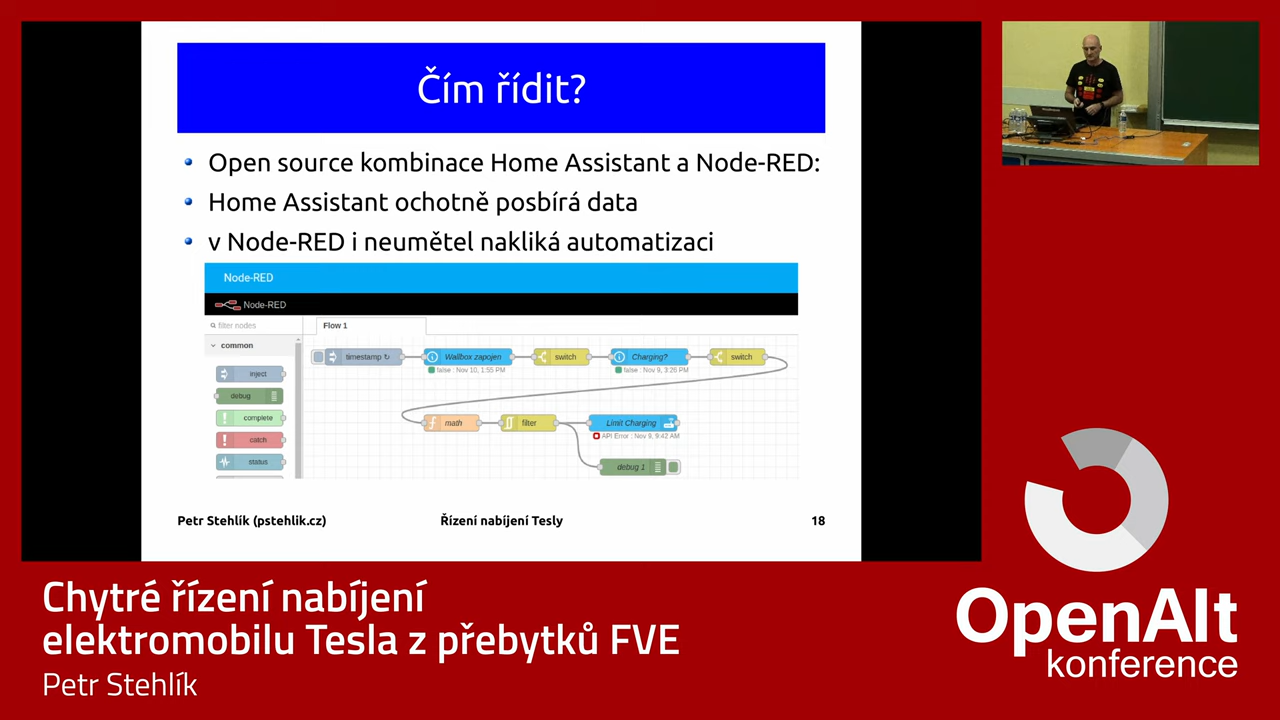 Čím řídit?
Open source kombinace Home Assistant a Node-RED:
Home Assistant ochotně posbírá data
v Node-RED i neumětel nakliká automatizaci
Node-RED
Node-RED
filter nodes
Flow 1
common
timestamp ↻
Wallbox zapojen
switch
Charging?
switch
false : Nov 10, 1:55 PM
false : Nov 9, 3:26 PM
inject
debug
complete
catch
status
math
filter
Limit Charging
API Error : Nov 9, 9:42 AM
debug 1
Petr Stehlík (pstehlik.cz)
Řízení nabíjení Tesly
18
Chytré řízení nabíjení
elektromobilu Tesla z přebytků FVE
Petr Stehlík
OpenAlt
konference